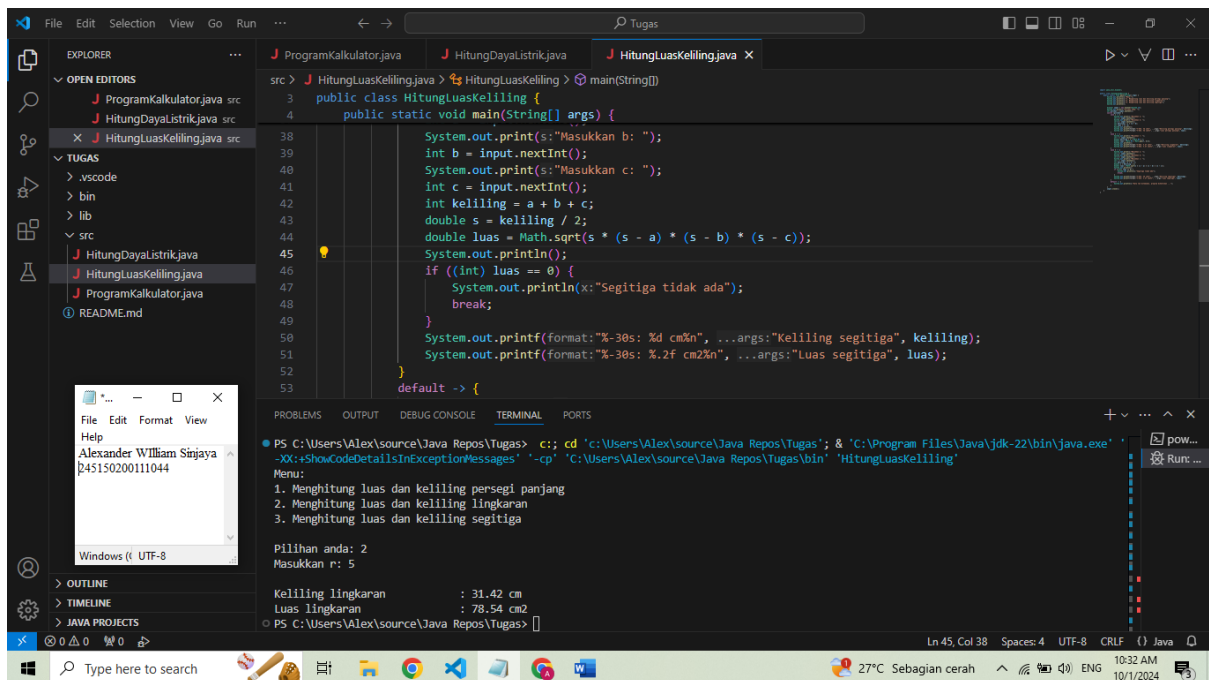 File Edit Selection View Go Run ···
Tugas
EXPLORER ···
OPEN EDITORS
J ProgramKalkulator.java src
J HitungDayaListrik.java src
J HitungLuasKeliling.java src
TUGAS
.vscode
bin
lib
src
J HitungDayaListrik.java
J HitungLuasKeliling.java
J ProgramKalkulator.java
README.md
J ProgramKalkulator.java J HitungDayaListrik.java J HitungLuasKeliling.java
src > J HitungLuasKeliling.java > HitungLuasKeliling > main(String[])
3 public class HitungLuasKeliling {
4 public static void main(String[] args) {
38 System.out.print(s:"Masukkan b: ");
39 int b = input.nextInt();
40 System.out.print(s:"Masukkan c: ");
41 int c = input.nextInt();
42 int keliling = a + b + c;
43 double s = keliling / 2;
44 double luas = Math.sqrt(s * (s - a) * (s - b) * (s - c));
45 System.out.println();
46 if ((int) luas == 0) {
47 System.out.println(x:"Segitiga tidak ada");
48 break;
49 }
50 System.out.printf(format:"%-30s: %d cm%n", ...args:"Keliling segitiga", keliling);
51 System.out.printf(format:"%-30s: %.2f cm2%n", ...args:"Luas segitiga", luas);
52 }
53 default -> {
*...
File Edit Format View
Help
Alexander WIlliam Sinjaya
245150200111044
Windows (C UTF-8
PROBLEMS OUTPUT DEBUG CONSOLE TERMINAL PORTS
PS C:\Users\Alex\source\Java Repos\Tugas> c:; cd 'c:\Users\Alex\source\Java Repos\Tugas'; & 'C:\Program Files\Java\jdk-22\bin\java.exe' '
-XX:+ShowCodeDetailsInExceptionMessages' '-cp' 'C:\Users\Alex\source\Java Repos\Tugas\bin' 'HitungLuasKeliling'
Menu:
1. Menghitung luas dan keliling persegi panjang
2. Menghitung luas dan keliling lingkaran
3. Menghitung luas dan keliling segitiga
Pilihan anda: 2
Masukkan r: 5
Keliling lingkaran : 31.42 cm
Luas lingkaran : 78.54 cm2
PS C:\Users\Alex\source\Java Repos\Tugas>
pow...
Run: ...
OUTLINE
TIMELINE
JAVA PROJECTS
0 0 0 Ln 45, Col 38 Spaces: 4 UTF-8 CRLF {} Java
Type here to search
27°C Sebagian cerah ENG 10:32 AM
10/1/2024
3